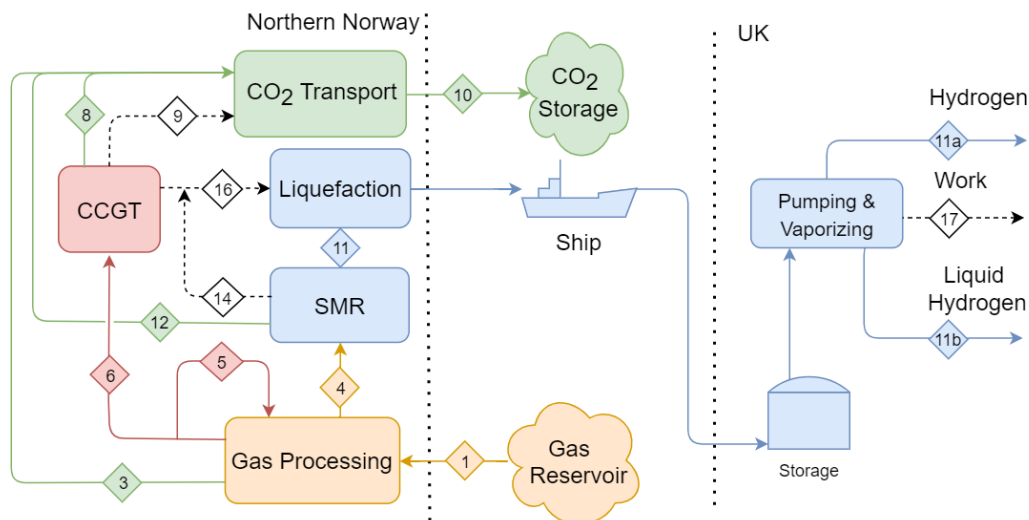 Northern Norway
UK
CO2 Transport
10
CO2
Storage
8
9
Hydrogen
11a
CCGT
16
Liquefaction
Ship
Work
Pumping &
Vaporizing
17
11
14
SMR
Liquid
Hydrogen
12
11b
5
6
4
Gas Processing
1
Gas
Reservoir
3
Storage